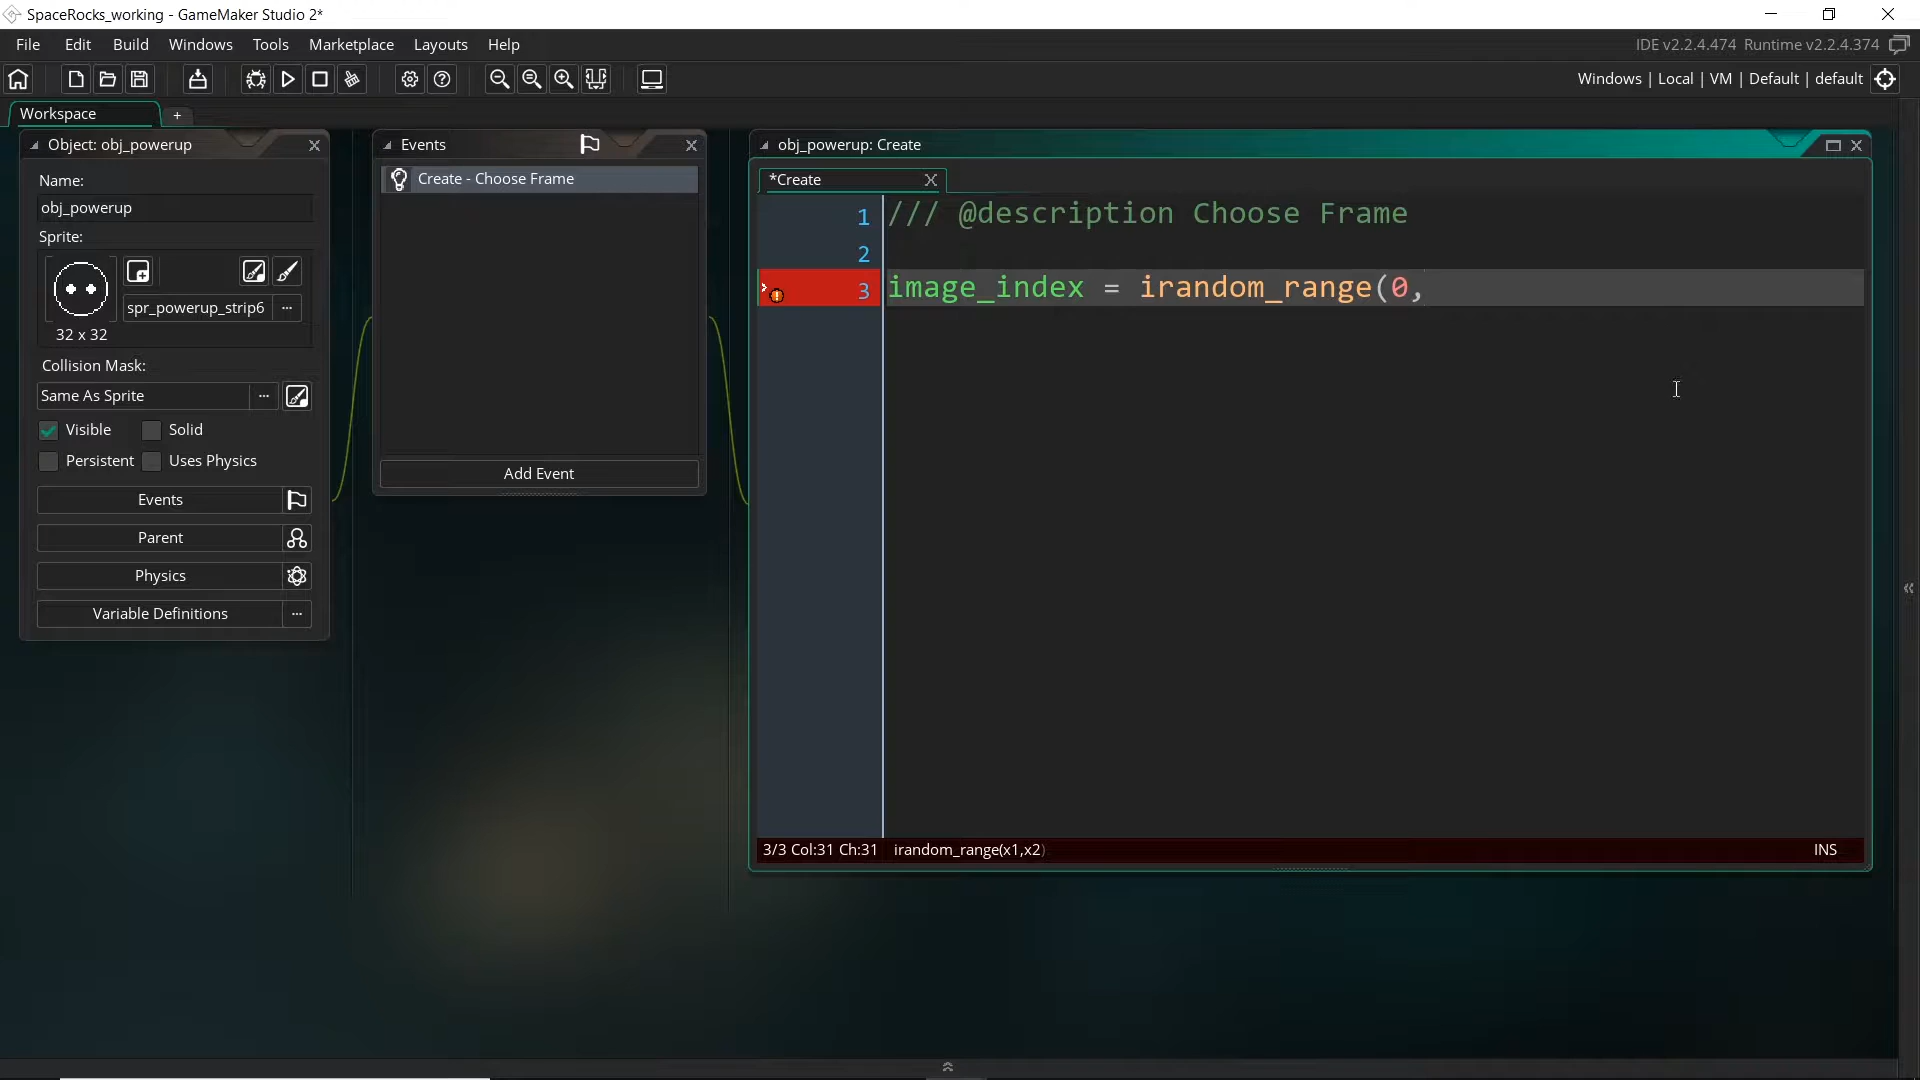 SpaceRocks_working - GameMaker Studio 2*
File Edit Build Windows Tools Marketplace Layouts Help
IDE v2.2.4.474 Runtime v2.2.4.374
Windows | Local | VM | Default | default
Workspace
+
Object: obj_powerup
Name:
obj_powerup
Sprite:
spr_powerup_strip6
32 x 32
Collision Mask:
Same As Sprite
Visible Solid
Persistent Uses Physics
Events
Parent
Physics
Variable Definitions
Events
Create - Choose Frame
Add Event
obj_powerup: Create
*Create
1 /// @description Choose Frame
2
3 image_index = irandom_range(0,
3/3 Col:31 Ch:31 irandom_range(x1,x2) INS